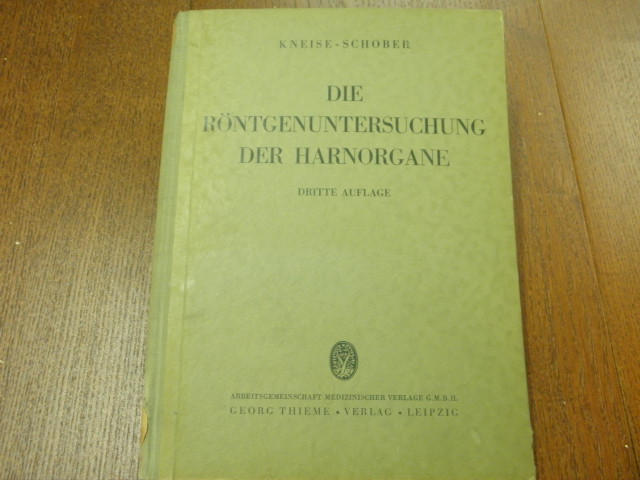 KNEISE-SCHOBER
DIE
RÖNTGENUNTERSUCHUNG
DER HARNORGANE
DRITTE AUFLAGE
ARBEITSGEMEINSCHAFT MEDIZINISCHER VERLAGE G.M.B.H.
GEORG THIEME • VERLAG • LEIPZIG